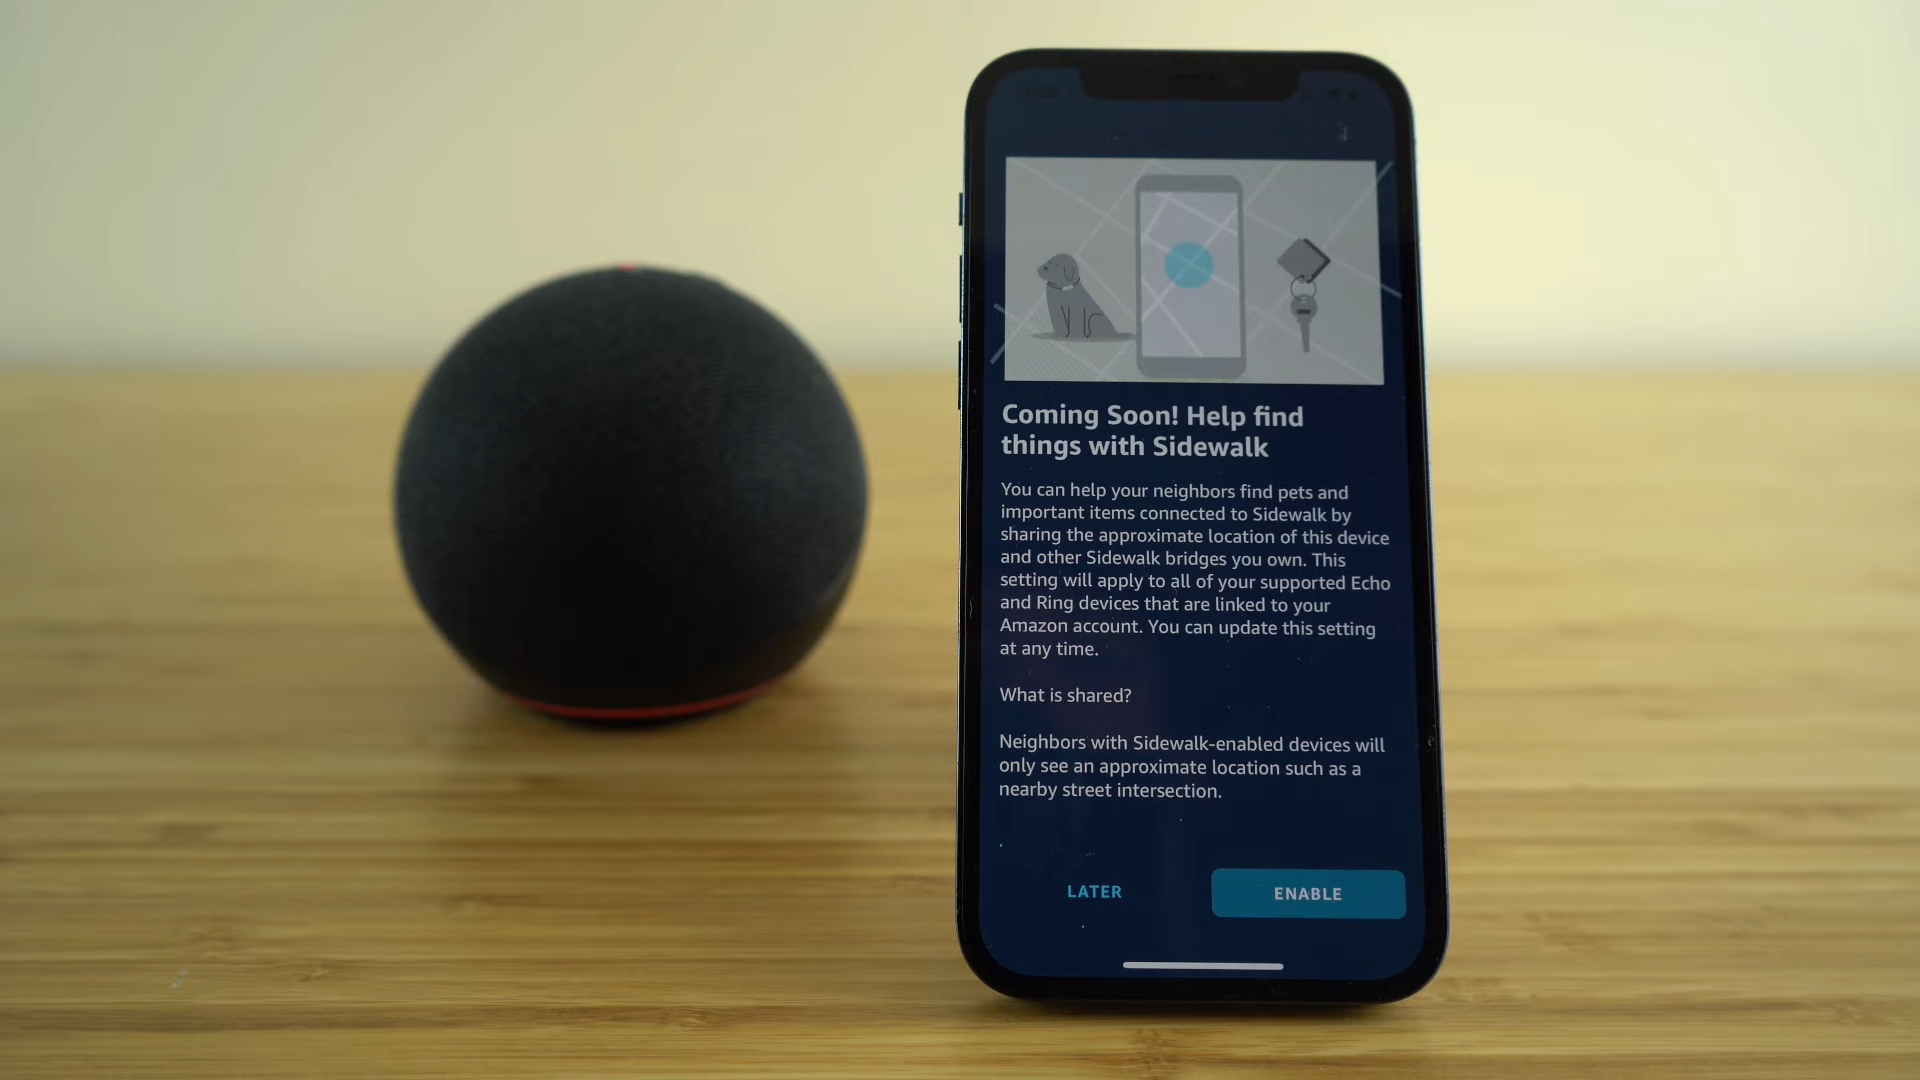 Coming Soon! Help find
things with Sidewalk
You can help your neighbors find pets and
important items connected to Sidewalk by
sharing the approximate location of this device
and other Sidewalk bridges you own. This
setting will apply to all of your supported Echo
and Ring devices that are linked to your
Amazon account. You can update this setting
at any time.
What is shared?
Neighbors with Sidewalk-enabled devices will
only see an approximate location such as a
nearby street intersection.
LATER
ENABLE